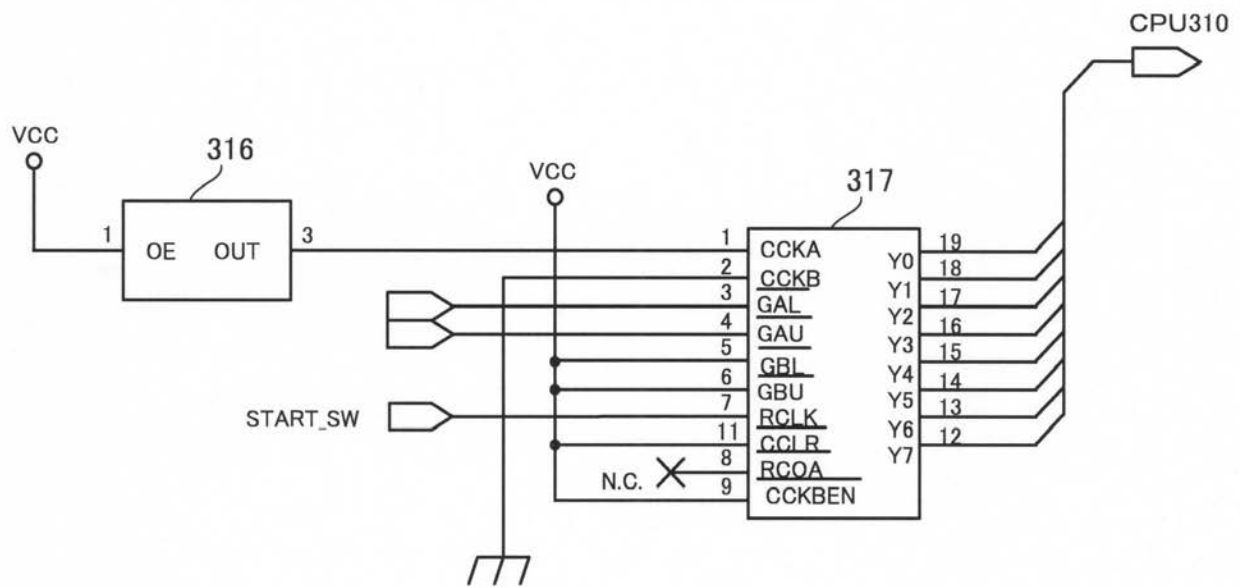 CPU310
VCC
316
VCC
317
1 OE OUT 3
1 CCKA Y0 19
2 CCKB Y1 18
3 GAL Y2 17
4 GAU Y3 16
5 GBL Y4 15
6 GBU Y5 14
START_SW 7 RCLK Y6 13
11 CCLR Y7 12
N.C. 8 RCOA
9 CCKBEN